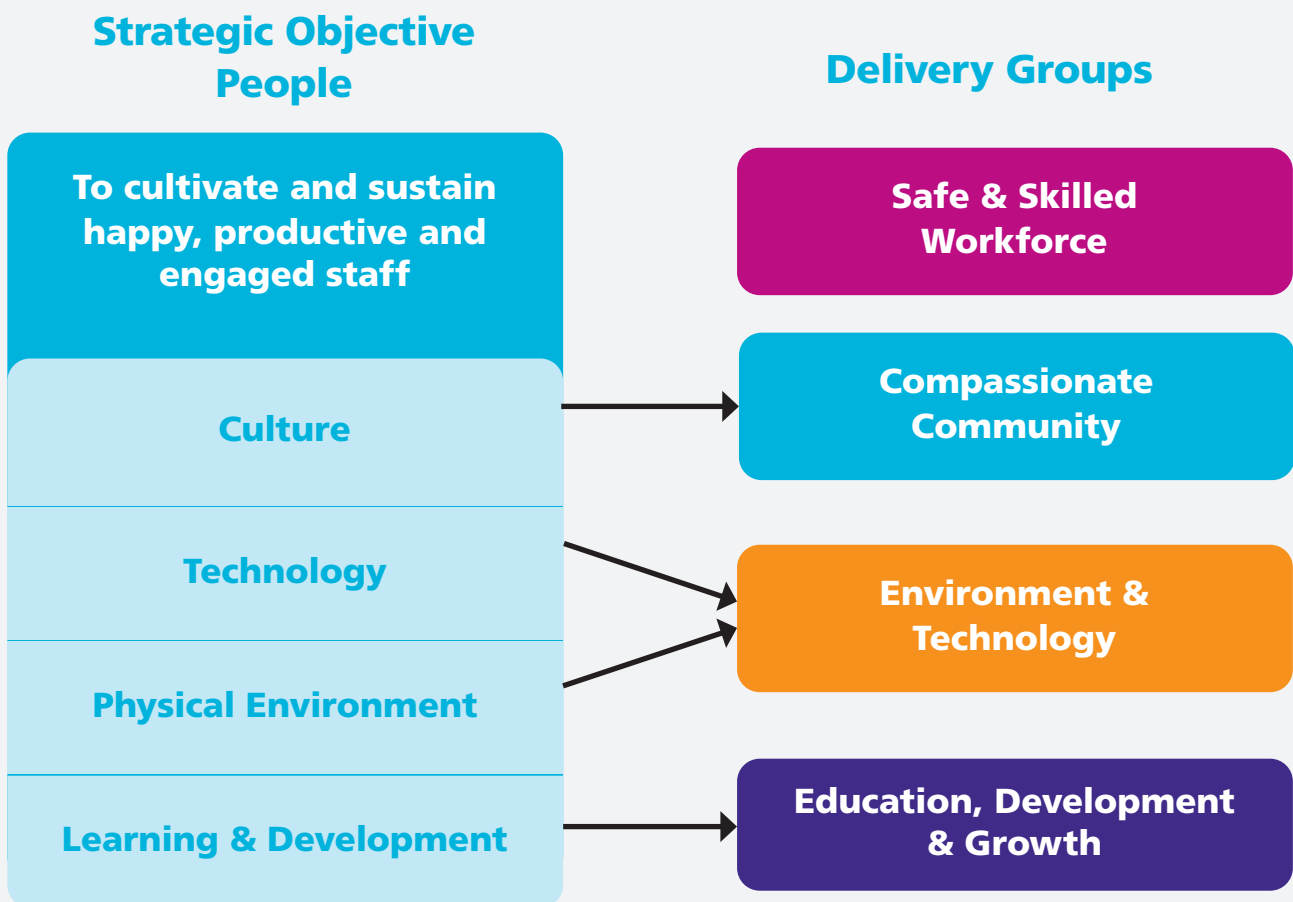 Strategic Objective
People
To cultivate and sustain
happy, productive and
engaged staff
Culture
Technology
Physical Environment
Learning & Development
Delivery Groups
Safe & Skilled
Workforce
Compassionate
Community
Environment &
Technology
Education, Development
& Growth